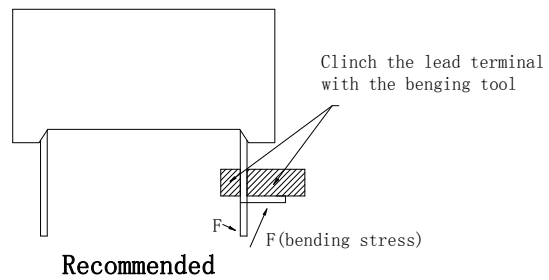 Clinch the lead terminal
with the benging tool
F
F(bending stress)
Recommended